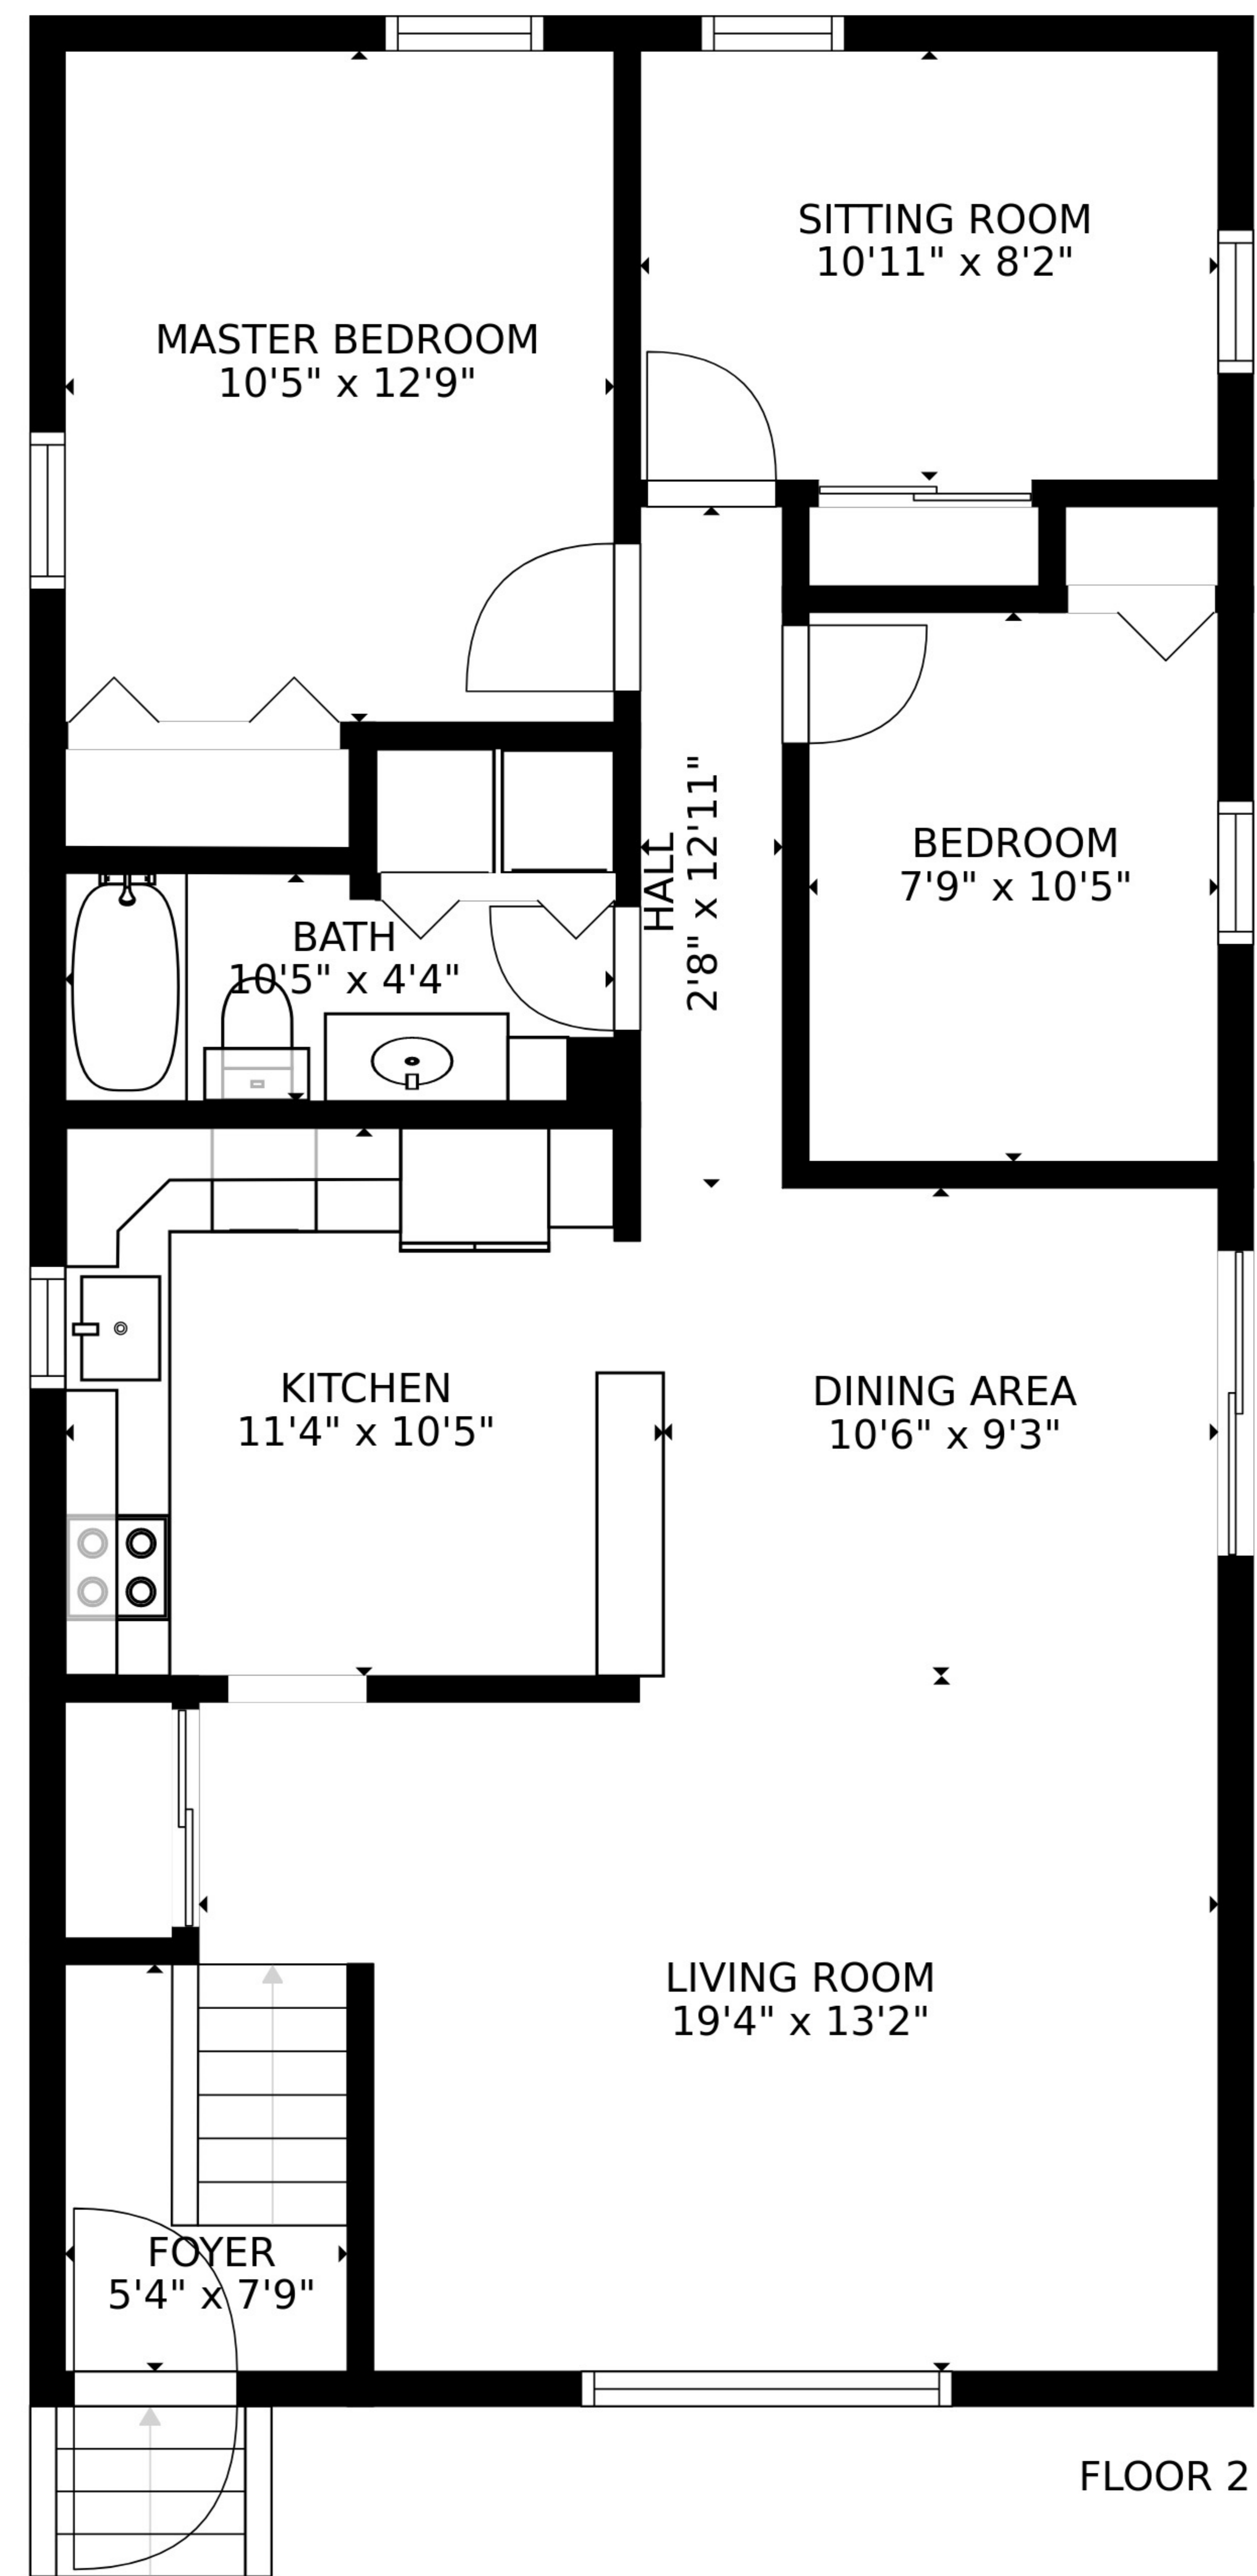 SITTING ROOM
10'11" x 8'2"
MASTER BEDROOM
10'5" x 12'9"
HALL
2'8" x 12'11"
BEDROOM
7'9" x 10'5"
BATH
10'5" x 4'4"
KITCHEN
11'4" x 10'5"
DINING AREA
10'6" x 9'3"
LIVING ROOM
19'4" x 13'2"
FOYER
5'4" x 7'9"
FLOOR 2